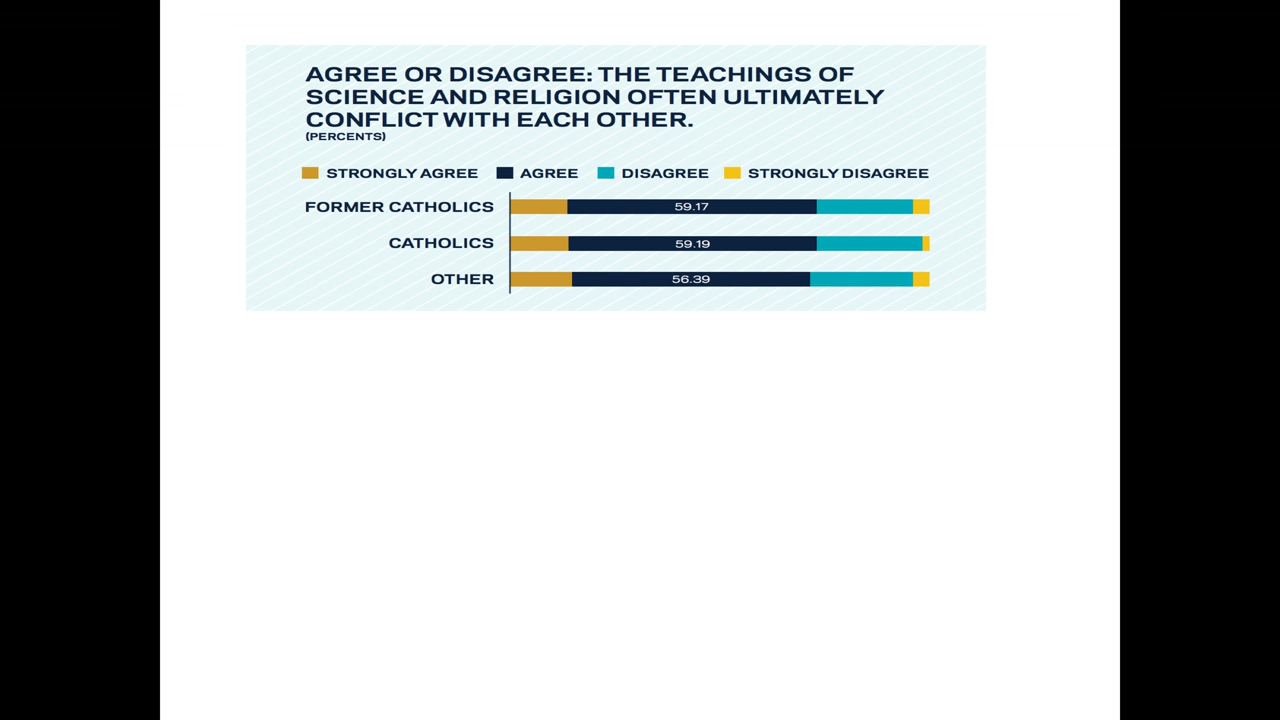 AGREE OR DISAGREE: THE TEACHINGS OF
SCIENCE AND RELIGION OFTEN ULTIMATELY
CONFLICT WITH EACH OTHER.
(PERCENTS)
STRONGLY AGREE AGREE DISAGREE STRONGLY DISAGREE
FORMER CATHOLICS 59.17
CATHOLICS 59.19
OTHER 56.39